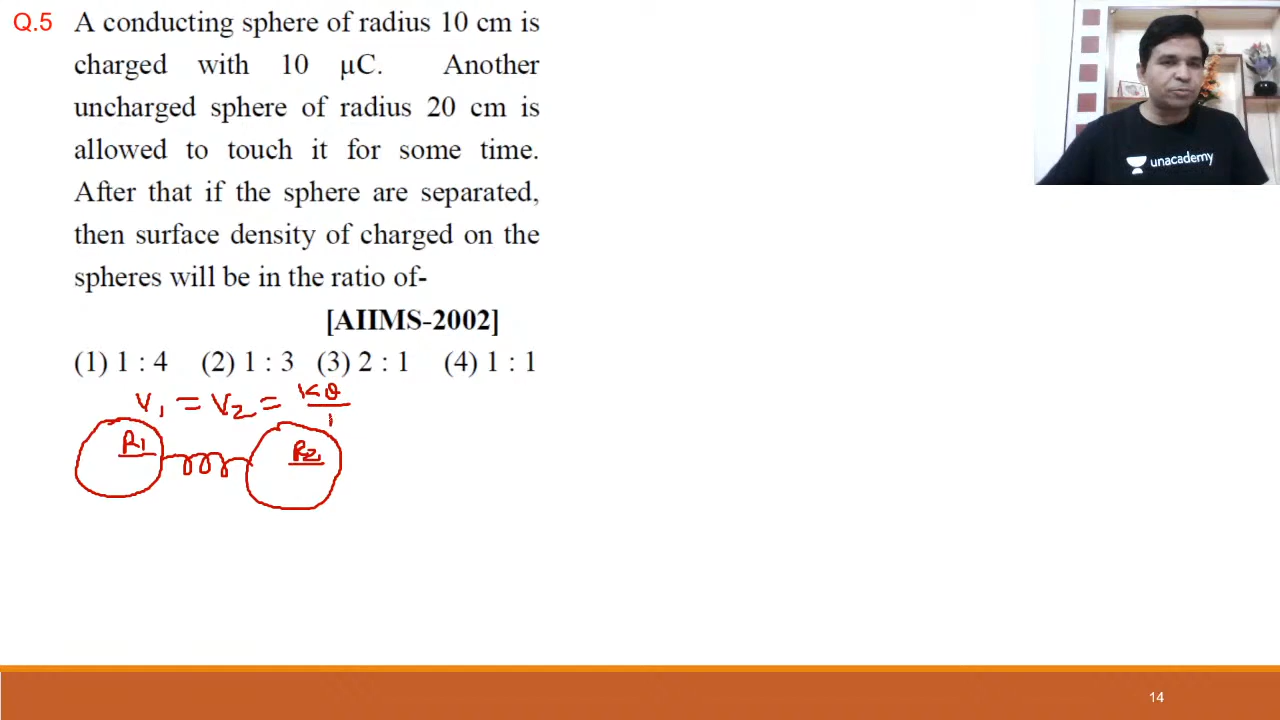 Q.5 A conducting sphere of radius 10 cm is
charged with 10 µC. Another
uncharged sphere of radius 20 cm is
allowed to touch it for some time.
After that if the sphere are separated,
then surface density of charged on the
spheres will be in the ratio of-
[AIIMS-2002]
(1) 1 : 4 (2) 1 : 3 (3) 2 : 1 (4) 1 : 1
V₁ = V₂ = KQ/
R₁ R₂
unacademy
14